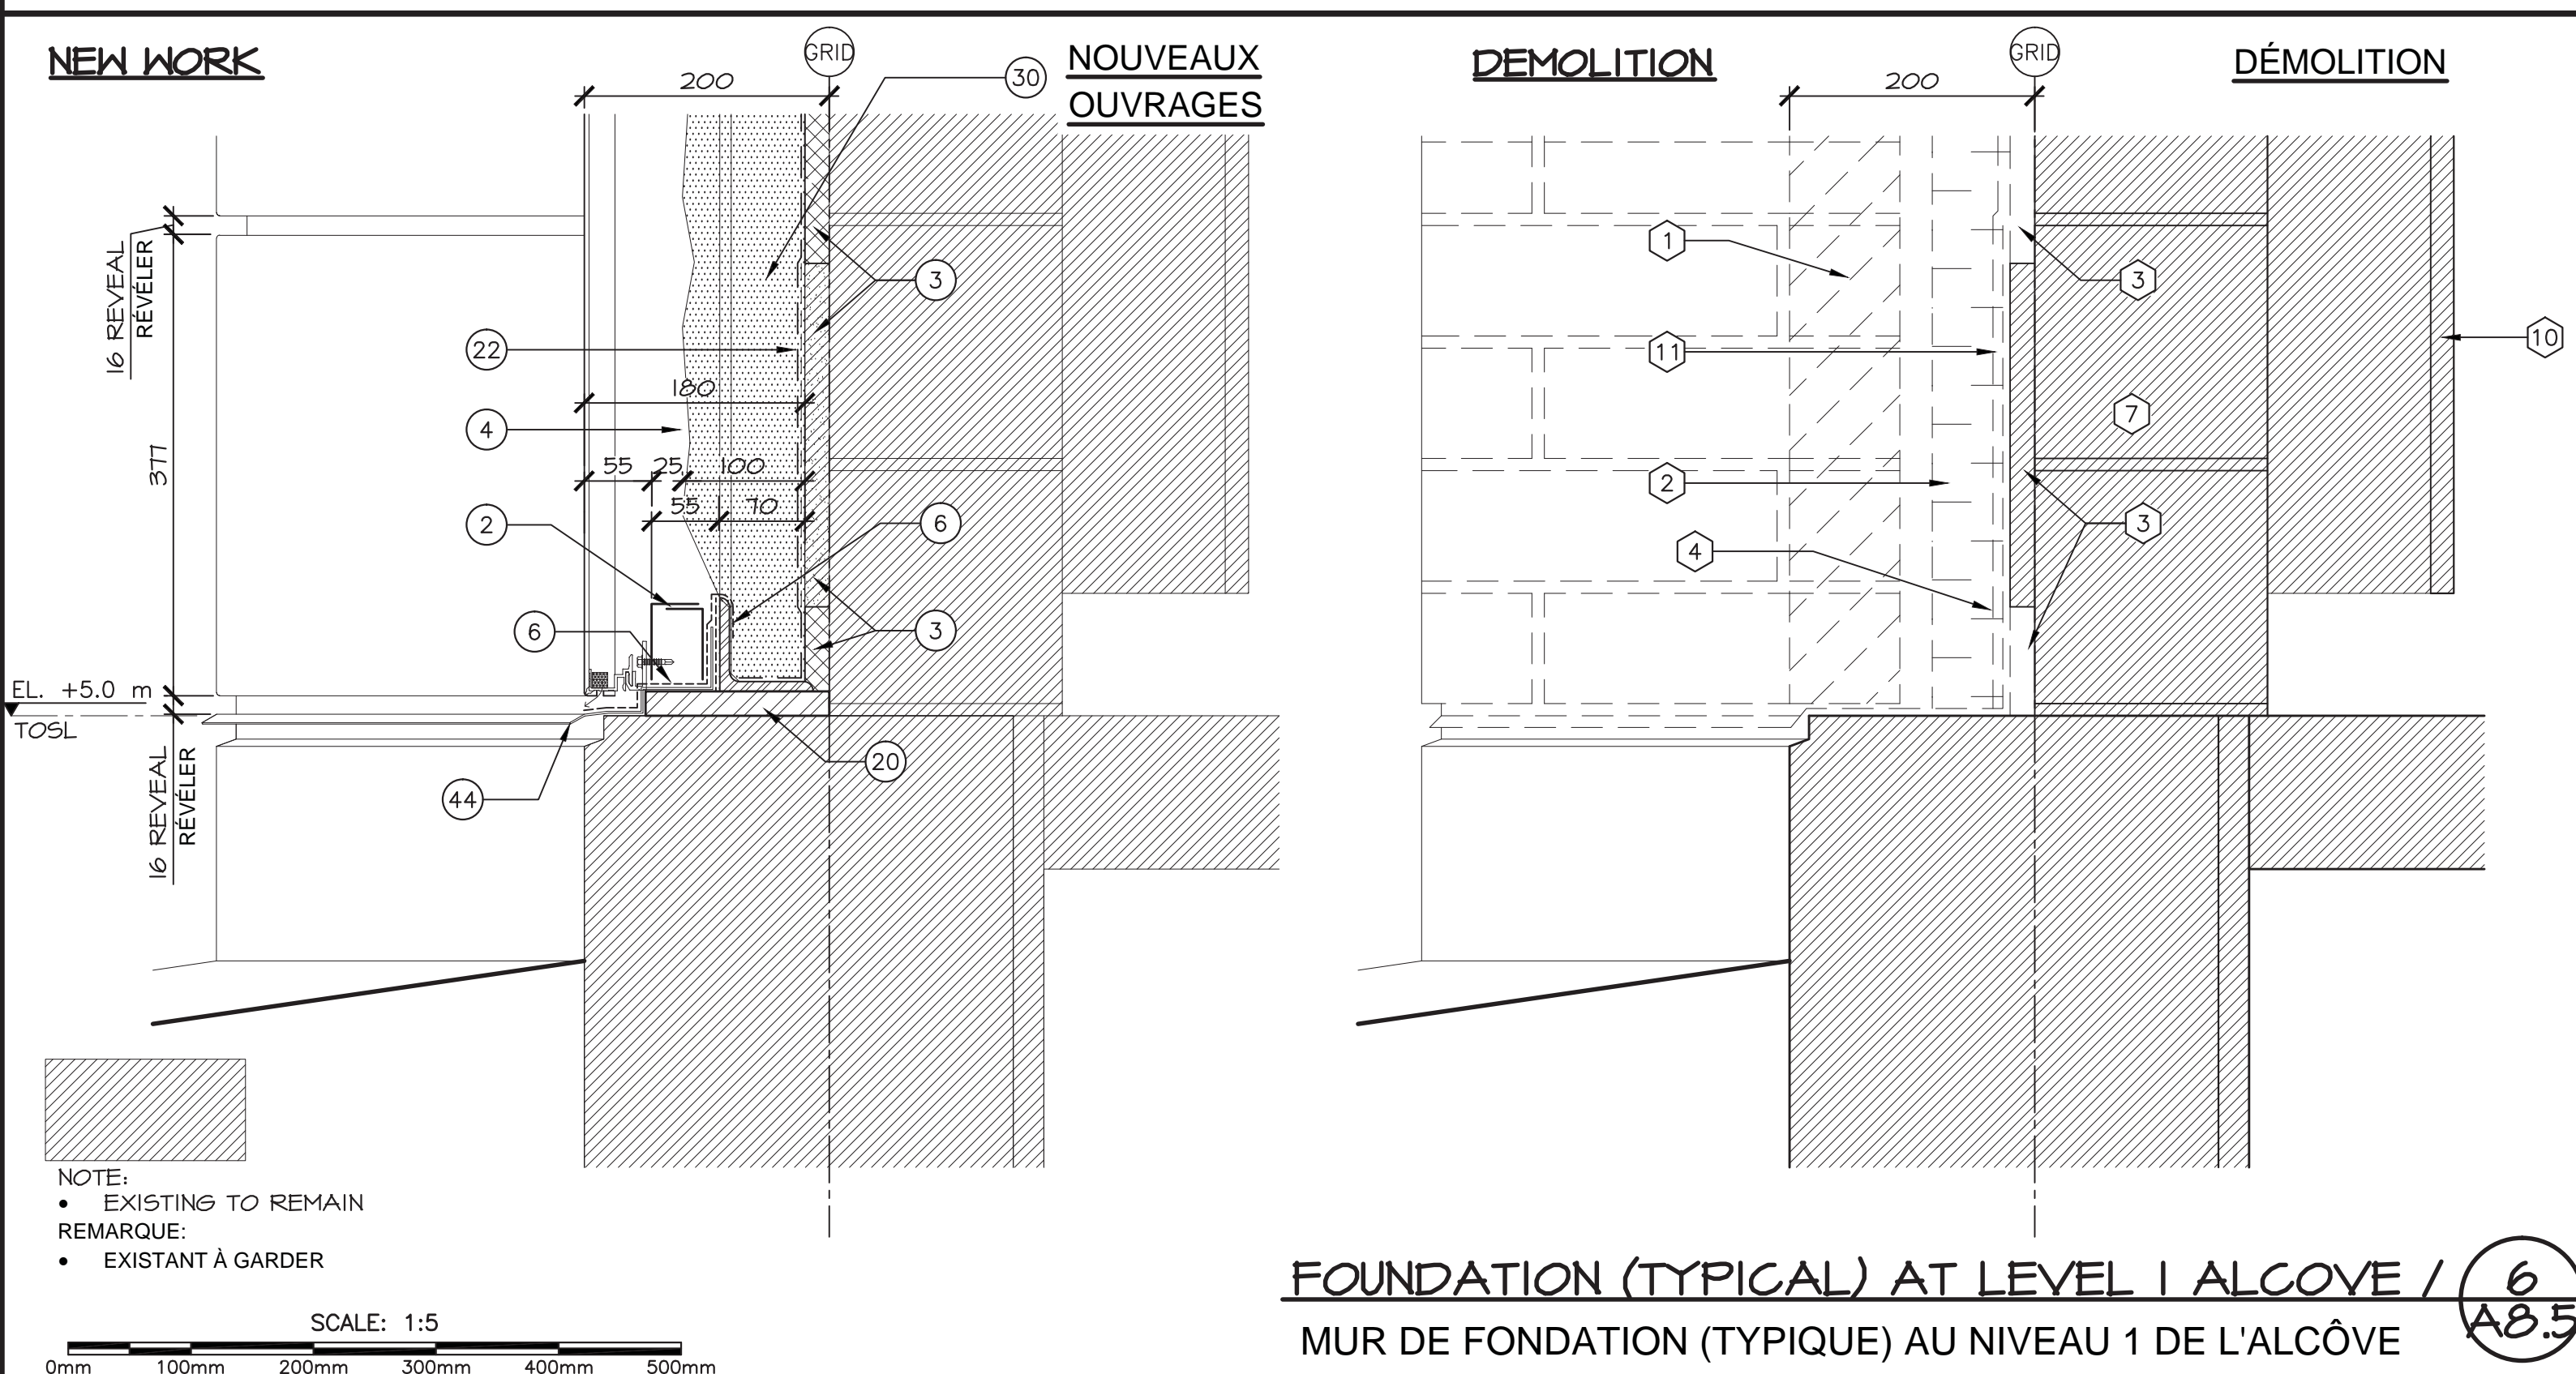 NEW WORK
GRID
NOUVEAUX
OUVRAGES
200
30
16 REVEAL
RÉVÉLER
3
22
180
4
377
55 25 100
55 70
2
6
6
3
EL. +5.0 m
TOSL
20
44
16 REVEAL
RÉVÉLER
NOTE:
• EXISTING TO REMAIN
REMARQUE:
• EXISTANT À GARDER
SCALE: 1:5
0mm 100mm 200mm 300mm 400mm 500mm
DEMOLITION
GRID
DÉMOLITION
200
1
3
10
11
7
2
3
4
FOUNDATION (TYPICAL) AT LEVEL 1 ALCOVE /
MUR DE FONDATION (TYPIQUE) AU NIVEAU 1 DE L'ALCÔVE
6
A8.5